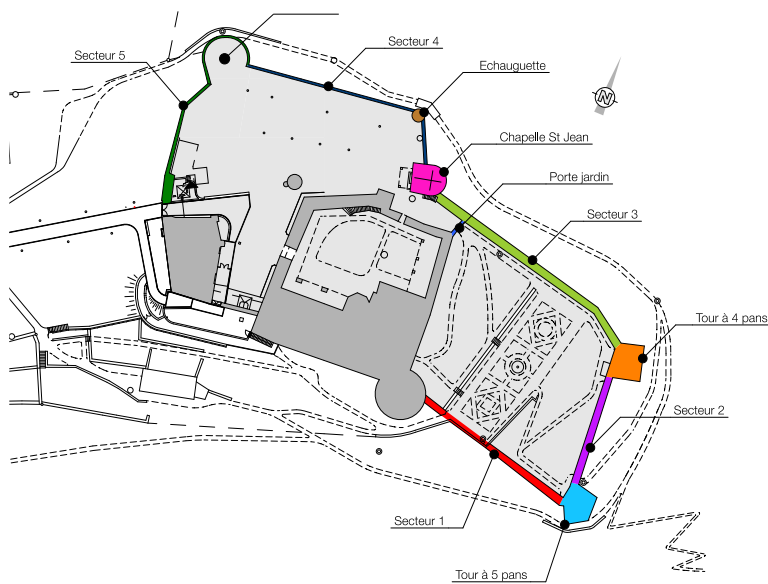 Secteur 4
Secteur 5
Echauguette
N
Chapelle St Jean
Porte jardin
Secteur 3
Tour à 4 pans
Secteur 2
Secteur 1
Tour à 5 pans